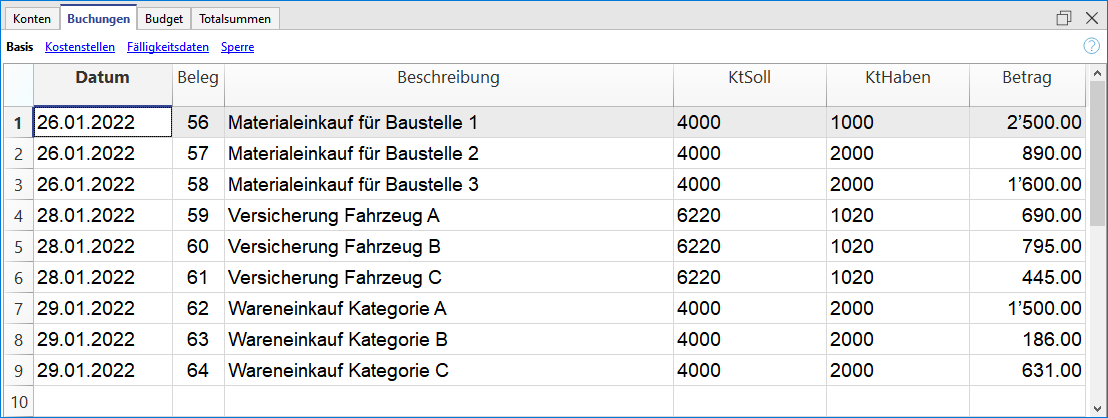 Konten Buchungen Budget Totalsummen
Basis Kostenstellen Fälligkeitsdaten Sperre ?
Datum Beleg Beschreibung KtSoll KtHaben Betrag
1 26.01.2022 56 Materialeinkauf für Baustelle 1 4000 1000 2’500.00
2 26.01.2022 57 Materialeinkauf für Baustelle 2 4000 2000 890.00
3 26.01.2022 58 Materialeinkauf für Baustelle 3 4000 2000 1’600.00
4 28.01.2022 59 Versicherung Fahrzeug A 6220 1020 690.00
5 28.01.2022 60 Versicherung Fahrzeug B 6220 1020 795.00
6 28.01.2022 61 Versicherung Fahrzeug C 6220 1020 445.00
7 29.01.2022 62 Wareneinkauf Kategorie A 4000 2000 1’500.00
8 29.01.2022 63 Wareneinkauf Kategorie B 4000 2000 186.00
9 29.01.2022 64 Wareneinkauf Kategorie C 4000 2000 631.00
10